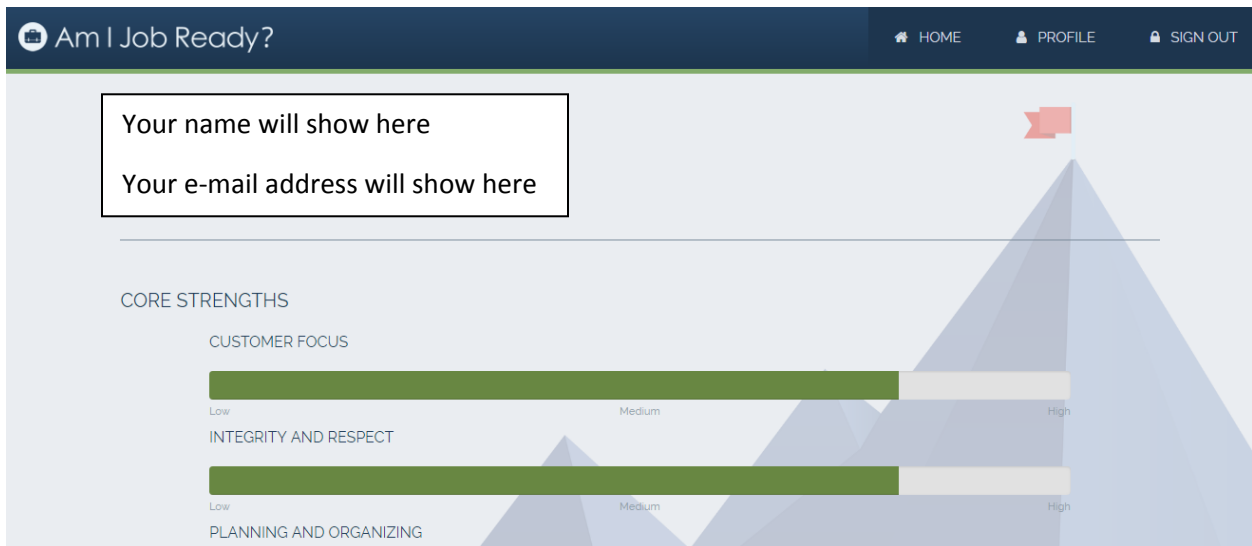 Am I Job Ready?
HOME PROFILE SIGN OUT
Your name will show here
Your e-mail address will show here
CORE STRENGTHS
CUSTOMER FOCUS
Low Medium High
INTEGRITY AND RESPECT
Low Medium High
PLANNING AND ORGANIZING